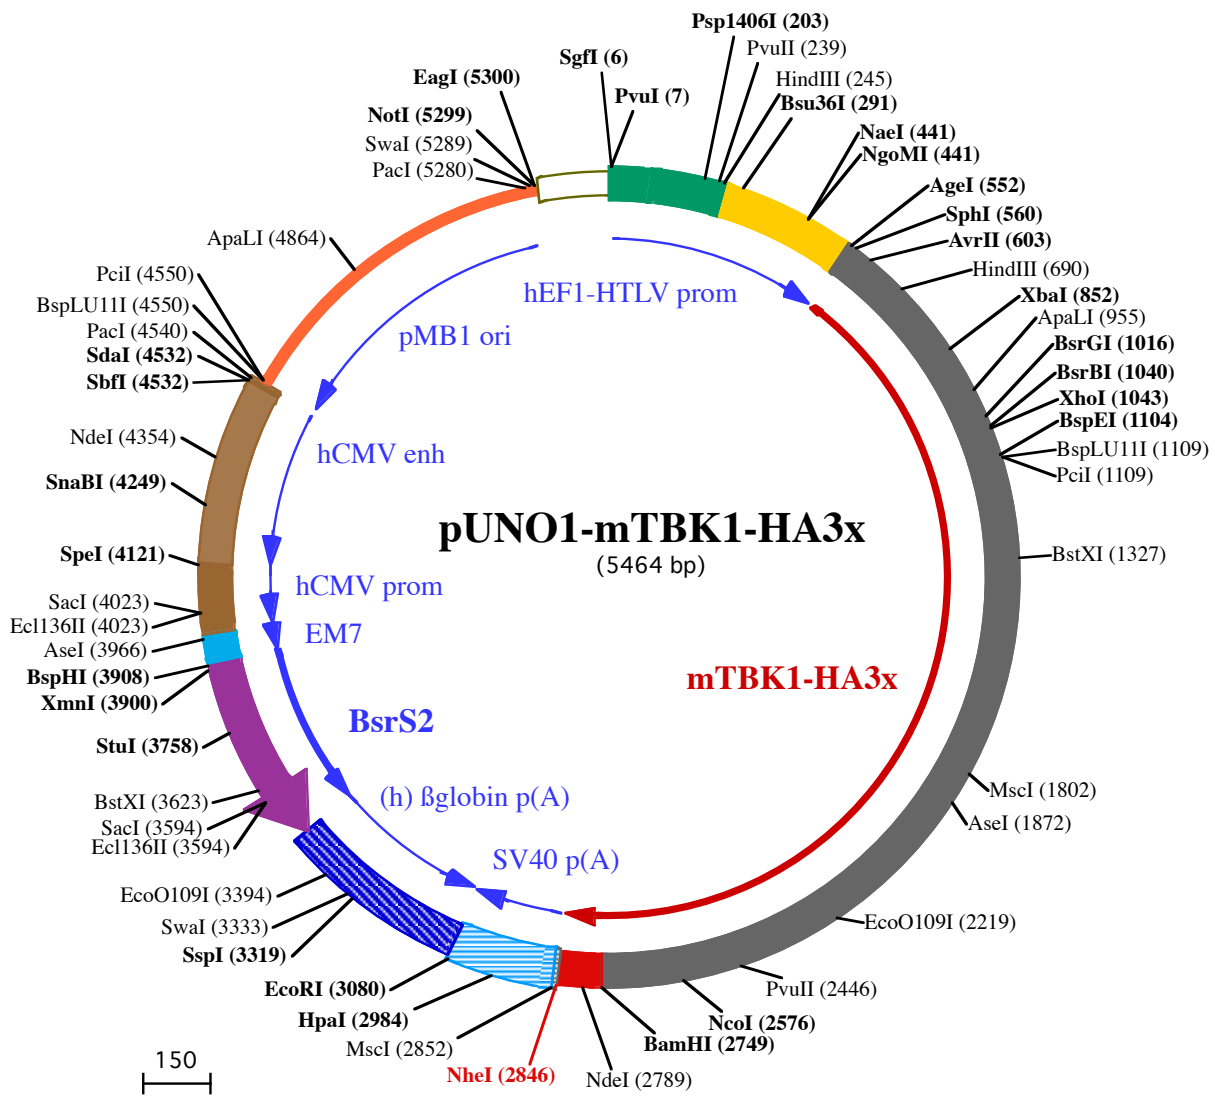 Psp1406I (203)
PvuII (239)
SgfI (6)
HindIII (245)
EagI (5300)
PvuI (7)
Bsu36I (291)
NotI (5299)
NaeI (441)
SwaI (5289)
NgoMI (441)
PacI (5280)
AgeI (552)
SphI (560)
ApaLI (4864)
AvrII (603)
HindIII (690)
PciI (4550)
hEF1-HTLV prom
XbaI (852)
BspLU11I (4550)
ApaLI (955)
PacI (4540)
pMB1 ori
BsrGI (1016)
SdaI (4532)
BsrBI (1040)
SbfI (4532)
XhoI (1043)
BspEI (1104)
NdeI (4354)
hCMV enh
BspLU11I (1109)
PciI (1109)
SnaBI (4249)
pUNO1-mTBK1-HA3x
(5464 bp)
SpeI (4121)
BstXI (1327)
hCMV prom
SacI (4023)
Ecl136II (4023)
EM7
AseI (3966)
BspHI (3908)
mTBK1-HA3x
XmnI (3900)
BsrS2
StuI (3758)
MscI (1802)
BstXI (3623)
(h) ßglobin p(A)
SacI (3594)
AseI (1872)
Ecl136II (3594)
SV40 p(A)
EcoO109I (3394)
SwaI (3333)
EcoO109I (2219)
SspI (3319)
EcoRI (3080)
PvuII (2446)
HpaI (2984)
NcoI (2576)
MscI (2852)
BamHI (2749)
150
NheI (2846)
NdeI (2789)